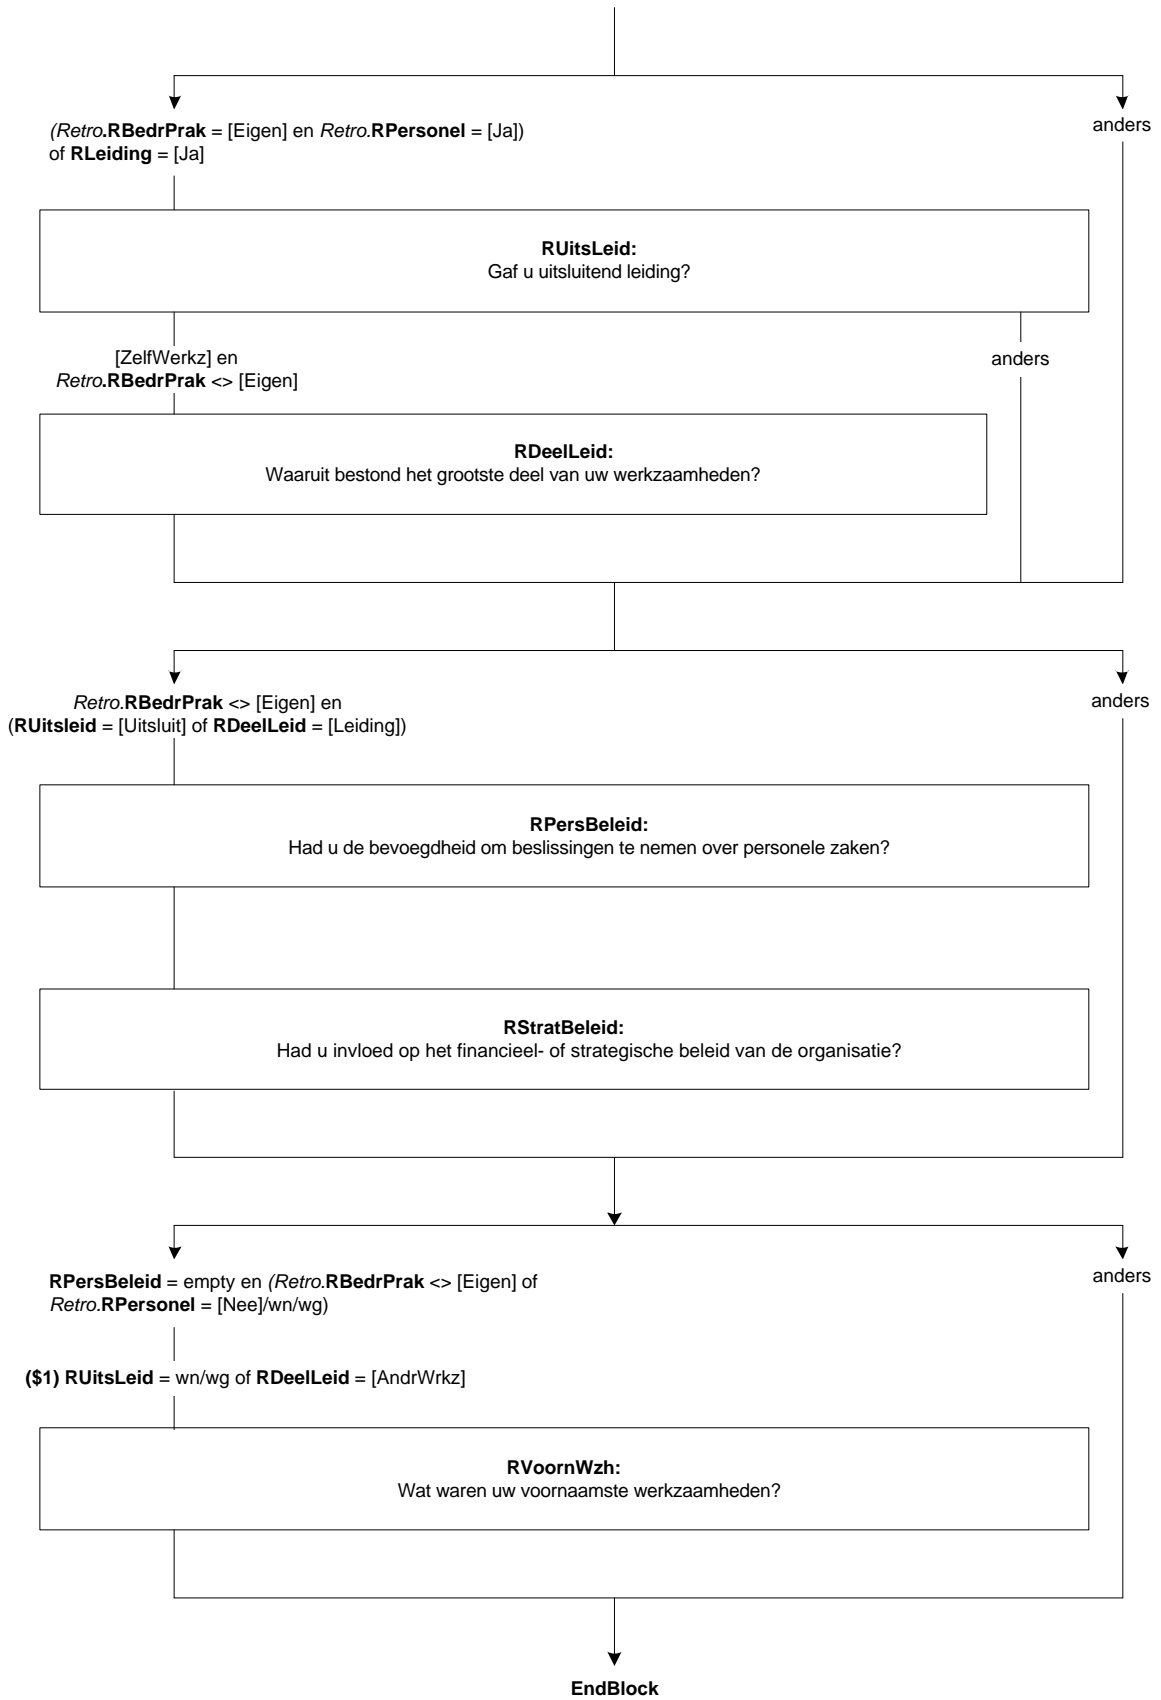 (Retro.RBedrPrak = [Eigen] en Retro.RPersonel = [Ja])
of RLeiding = [Ja]
anders
RUitsLeid:
Gaf u uitsluitend leiding?
[ZelfWerkz] en
Retro.RBedrPrak <> [Eigen]
anders
RDeelLeid:
Waaruit bestond het grootste deel van uw werkzaamheden?
Retro.RBedrPrak <> [Eigen] en
(RUitsleid = [Uitsluit] of RDeelLeid = [Leiding])
anders
RPersBeleid:
Had u de bevoegdheid om beslissingen te nemen over personele zaken?
RStratBeleid:
Had u invloed op het financieel- of strategische beleid van de organisatie?
RPersBeleid = empty en (Retro.RBedrPrak <> [Eigen] of
Retro.RPersonel = [Nee]/wn/wg)
anders
($1) RUitsLeid = wn/wg of RDeelLeid = [AndrWrkz]
RVoornWzh:
Wat waren uw voornaamste werkzaamheden?
EndBlock